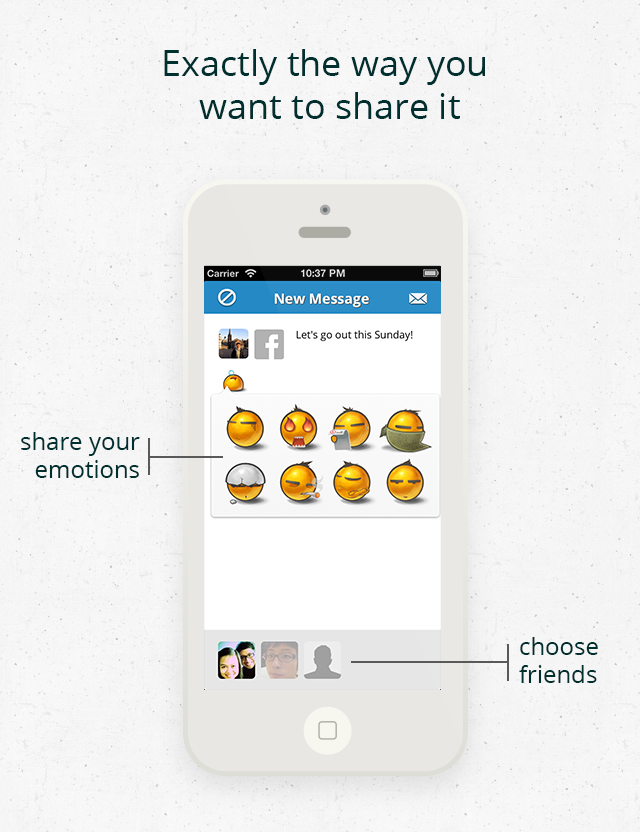 Exactly the way you
want to share it
Carrier 10:37 PM
New Message
Let's go out this Sunday!
share your
emotions
choose
friends